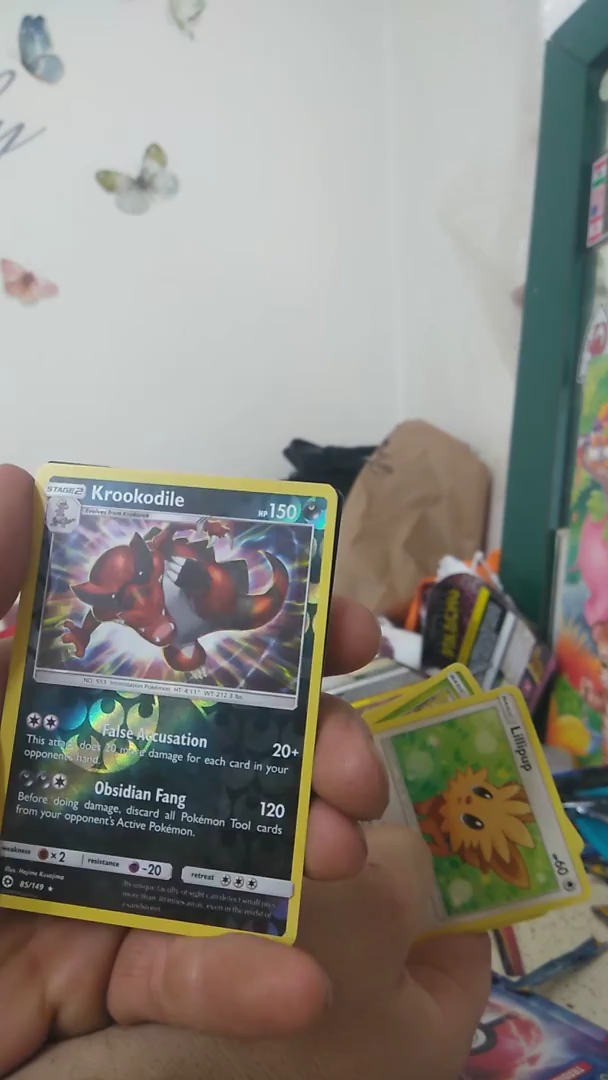 STAGE2 Krookodile HP150
Evolves from Krokorok
NO. 553 Intimidation Pokémon HT: 4'11" WT: 212.3 lbs.
False Accusation 20+
This attack does 20 more damage for each card in your
opponent's hand.
Obsidian Fang 120
Before doing damage, discard all Pokémon Tool cards
from your opponent's Active Pokémon.
weakness ×2 resistance -20 retreat
Illus. Hajime Kusajima
85/149 ★
PIKACHU
Lillipup
60